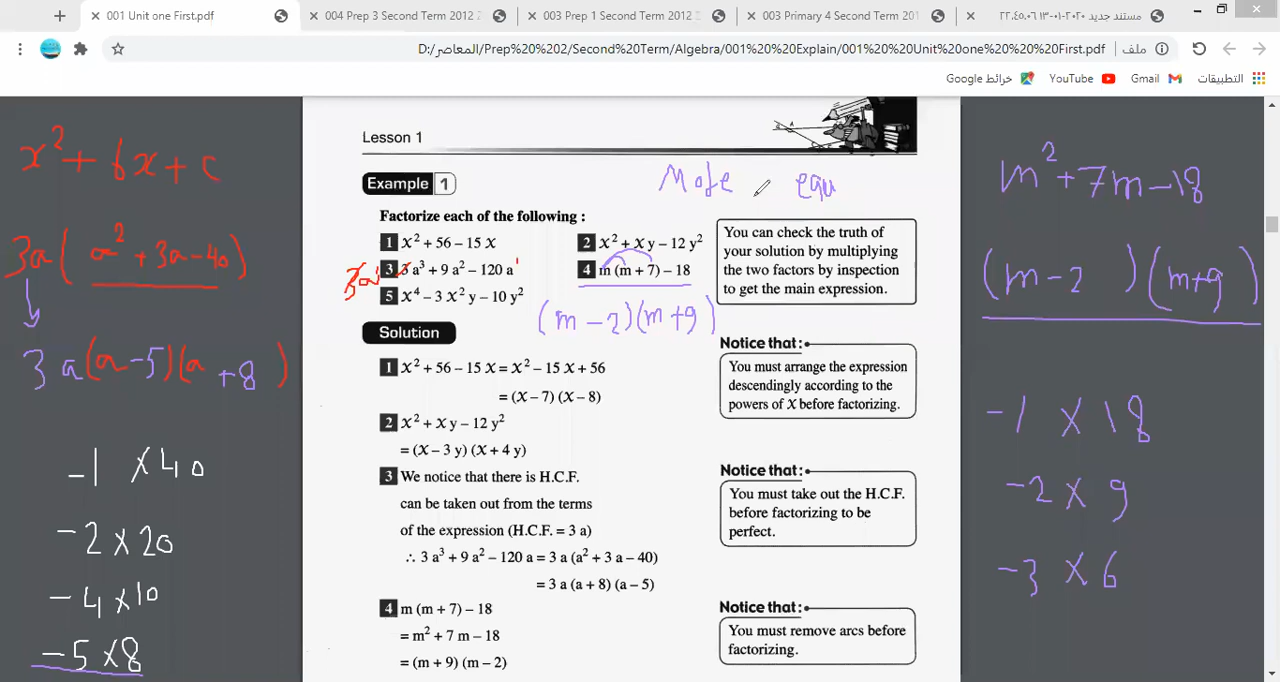 001 Unit one First.pdf
004 Prep 3 Second Term 2012 2
003 Prep 1 Second Term 2012 2
003 Primary 4 Second Term 201
مستند جديد ٢٠٢٠-٠١-١٣ ٢٢.٤٥.٠٦
D:/المعاصر/Prep%202/Second%20Term/Algebra/001%20%20Explain/001%20%20Unit%20one%20%20%20First.pdf
ملف
التطبيقات
Gmail
YouTube
خرائط Google
Lesson 1
Example 1
Mofe equ
Factorize each of the following :
1 x² + 56 – 15 x
2 x² + x y – 12 y²
3 3 a³ + 9 a² – 120 a
3a
4 m (m + 7) – 18
5 x⁴ – 3 x² y – 10 y²
(m – 2)(m + 9)
You can check the truth of
your solution by multiplying
the two factors by inspection
to get the main expression.
Solution
1 x² + 56 – 15 x = x² – 15 x + 56
= (x – 7) (x – 8)
2 x² + x y – 12 y²
= (x – 3 y) (x + 4 y)
3 We notice that there is H.C.F.
can be taken out from the terms
of the expression (H.C.F. = 3 a)
∴ 3 a³ + 9 a² – 120 a = 3 a (a² + 3 a – 40)
= 3 a (a + 8) (a – 5)
4 m (m + 7) – 18
= m² + 7 m – 18
= (m + 9) (m – 2)
Notice that :
You must arrange the expression
descendingly according to the
powers of x before factorizing.
Notice that :
You must take out the H.C.F.
before factorizing to be
perfect.
Notice that :
You must remove arcs before
factorizing.
x² + bx + c
3a( a² + 3a – 40 )
3 a(a – 5)(a + 8 )
-1 × 40
-2 × 20
-4 × 10
-5 × 8
m² + 7m – 18
(m – 2 )(m + 9 )
-1 × 18
-2 × 9
-3 × 6